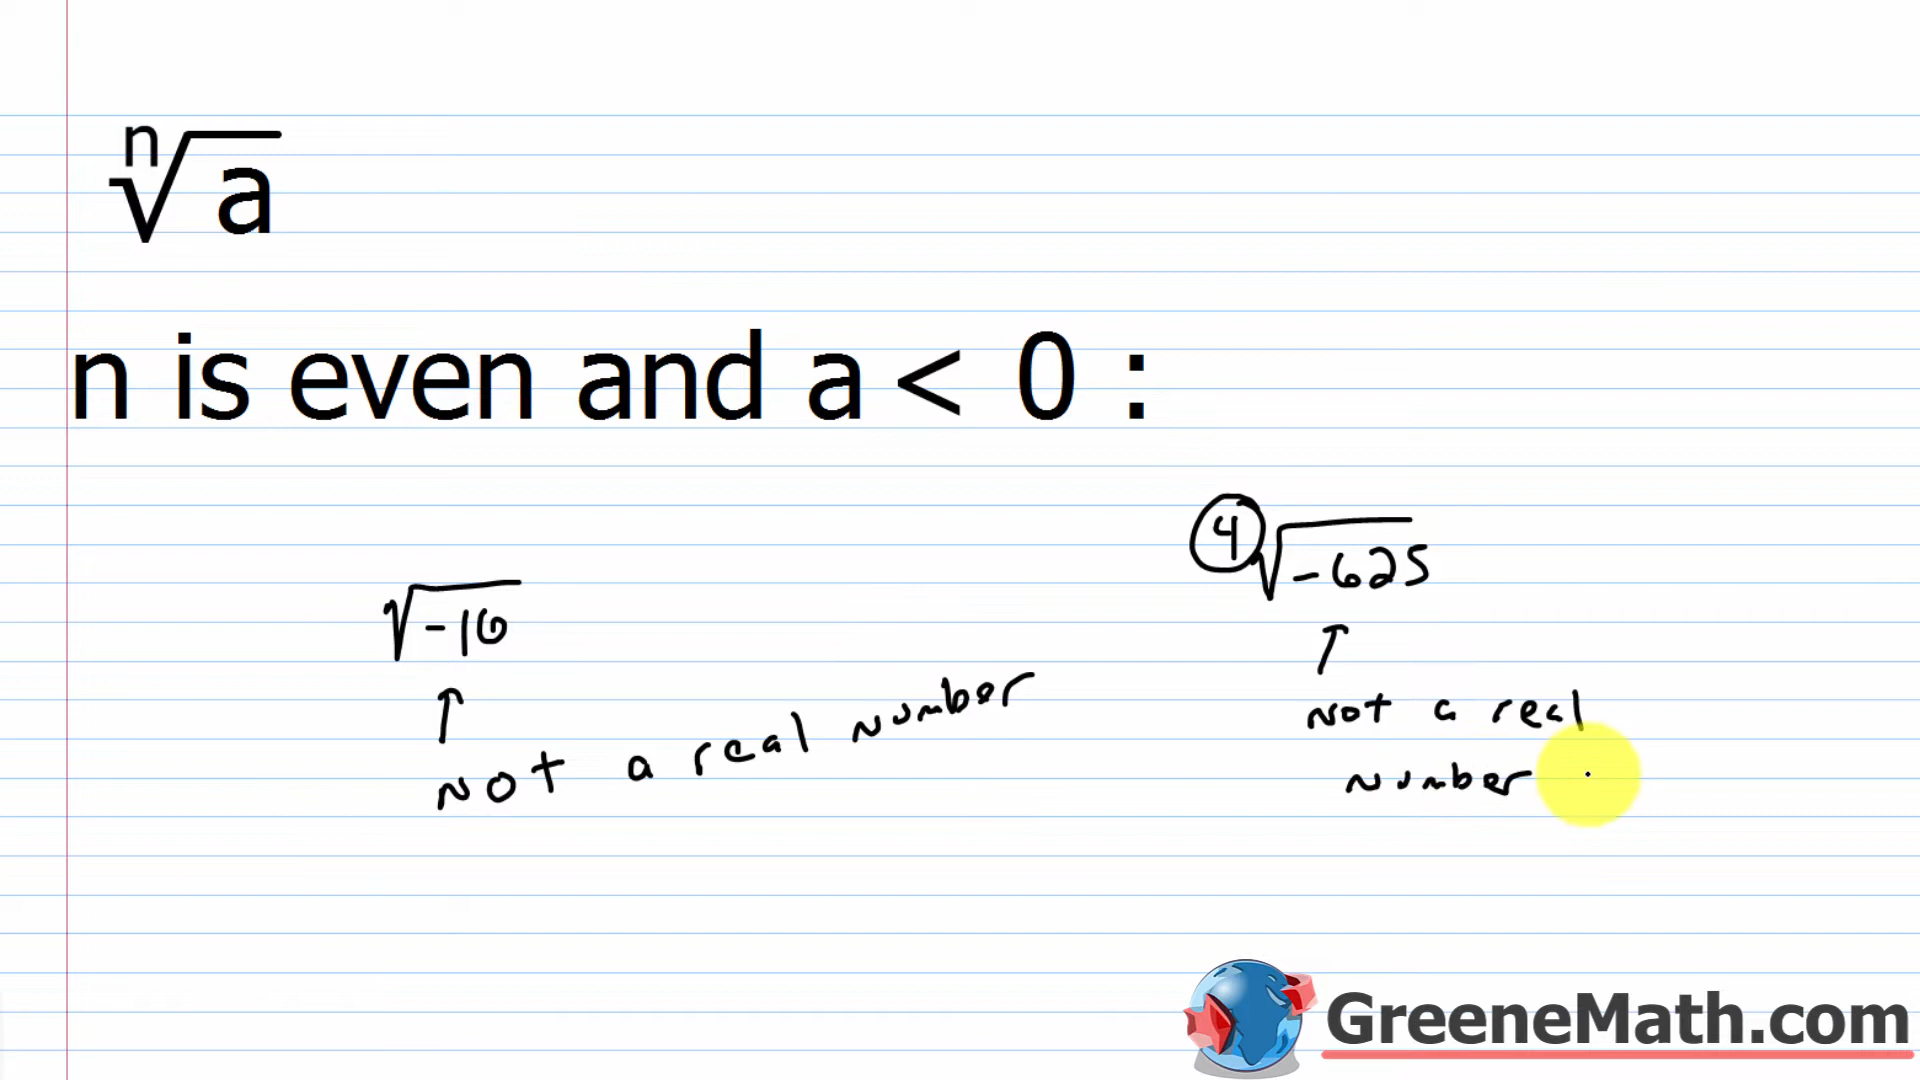 ⁿ√a
n is even and a < 0 :
⁴√-625
√-16
not a real number
not a real
number
GreeneMath.com